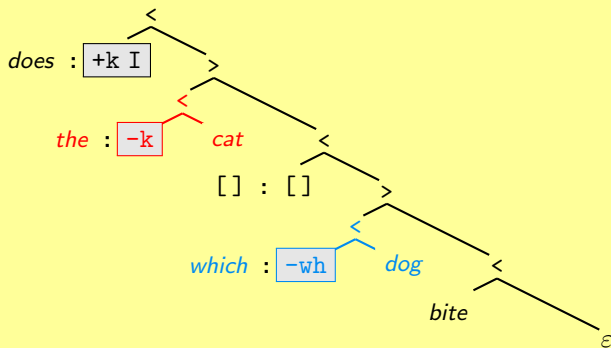 <
does : +k I
>
<
the : -k cat
<
[] : []
>
<
which : -wh dog
<
bite
ε